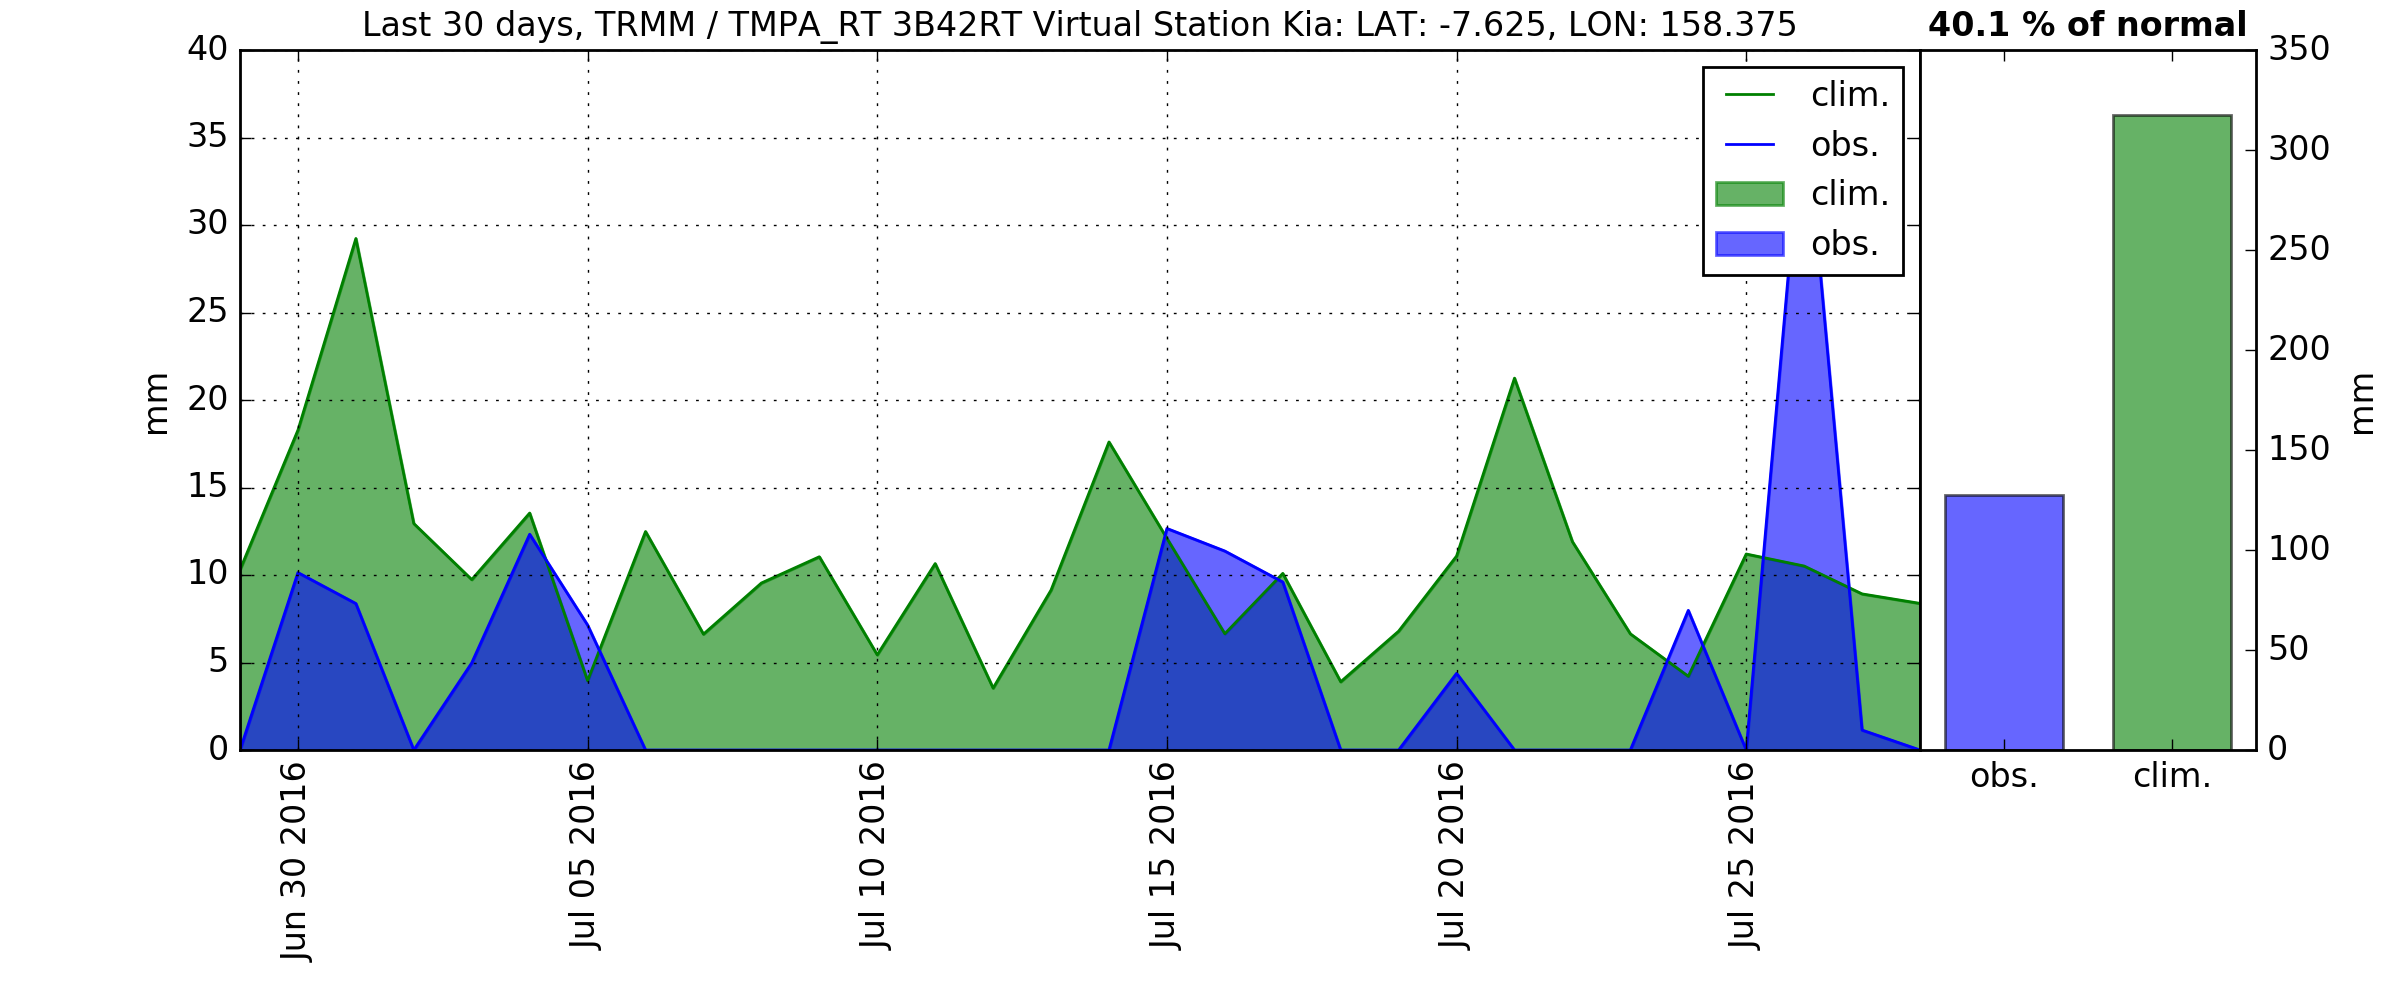 Last 30 days, TRMM / TMPA_RT 3B42RT Virtual Station Kia: LAT: -7.625, LON: 158.375
40.1 % of normal
40
35
30
25
20
15
10
5
0
mm
clim.
obs.
clim.
obs.
Jun 30 2016
Jul 05 2016
Jul 10 2016
Jul 15 2016
Jul 20 2016
Jul 25 2016
350
300
250
200
150
100
50
0
mm
obs.
clim.